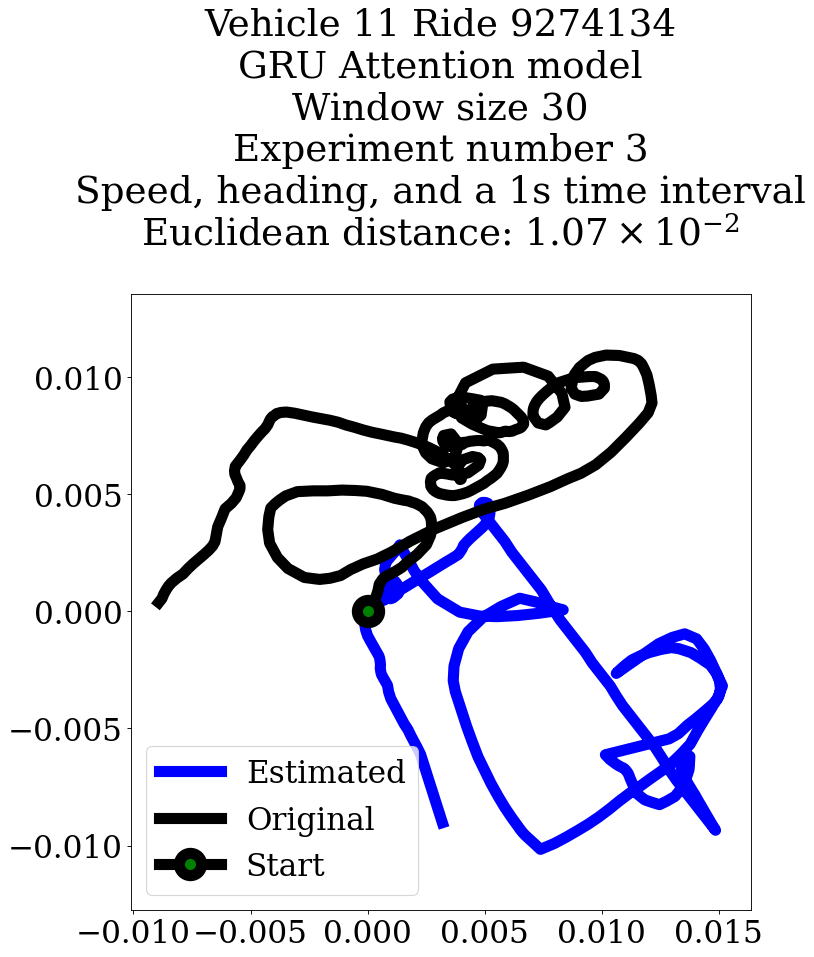 Vehicle 11 Ride 9274134
GRU Attention model
Window size 30
Experiment number 3
Speed, heading, and a 1s time interval
Euclidean distance: 1.07 × 10⁻²
0.010
0.005
0.000
−0.005
−0.010
Estimated
Original
Start
−0.010 −0.005 0.000 0.005 0.010 0.015